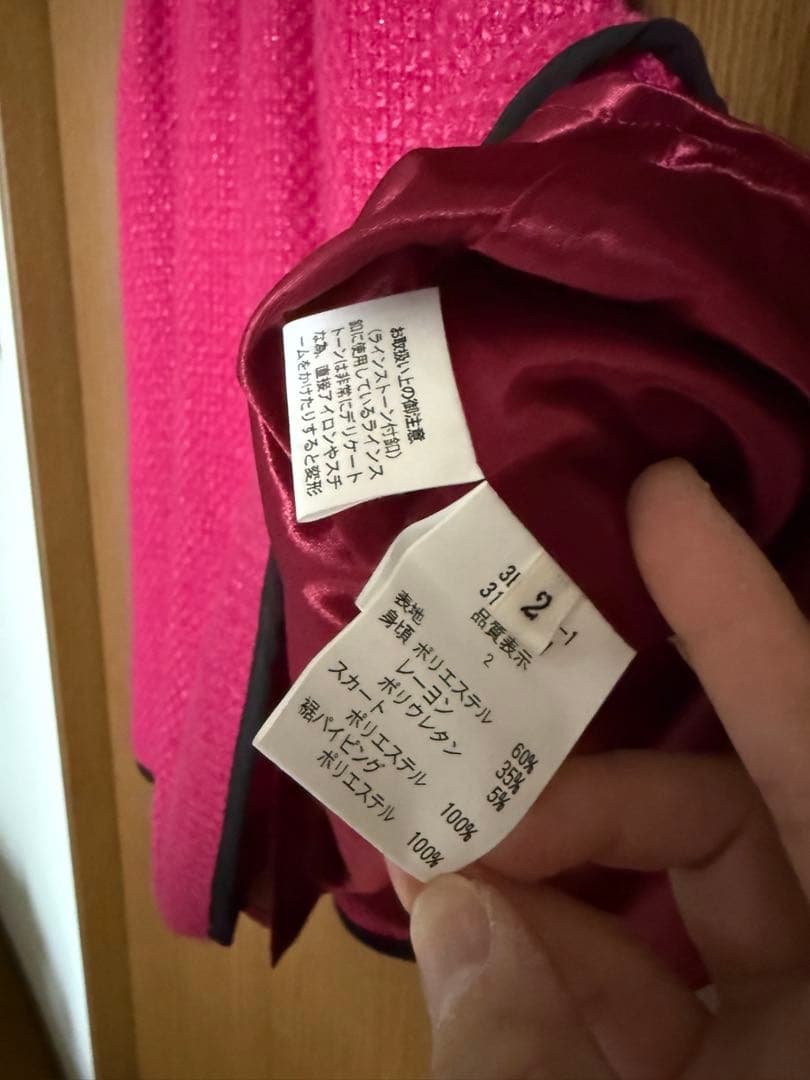 お取扱い上の御注意
(ラインストーン付釦)
釦に使用しているラインス
トーンは非常にデリケート
な為、直接アイロンやスチ
ームをかけたりすると変形
2
31
31
-1
品質表示
2
表地
身頃 ポリエステル 60%
レーヨン 35%
ポリウレタン 5%
スカート
ポリエステル 100%
裾パイピング
ポリエステル 100%